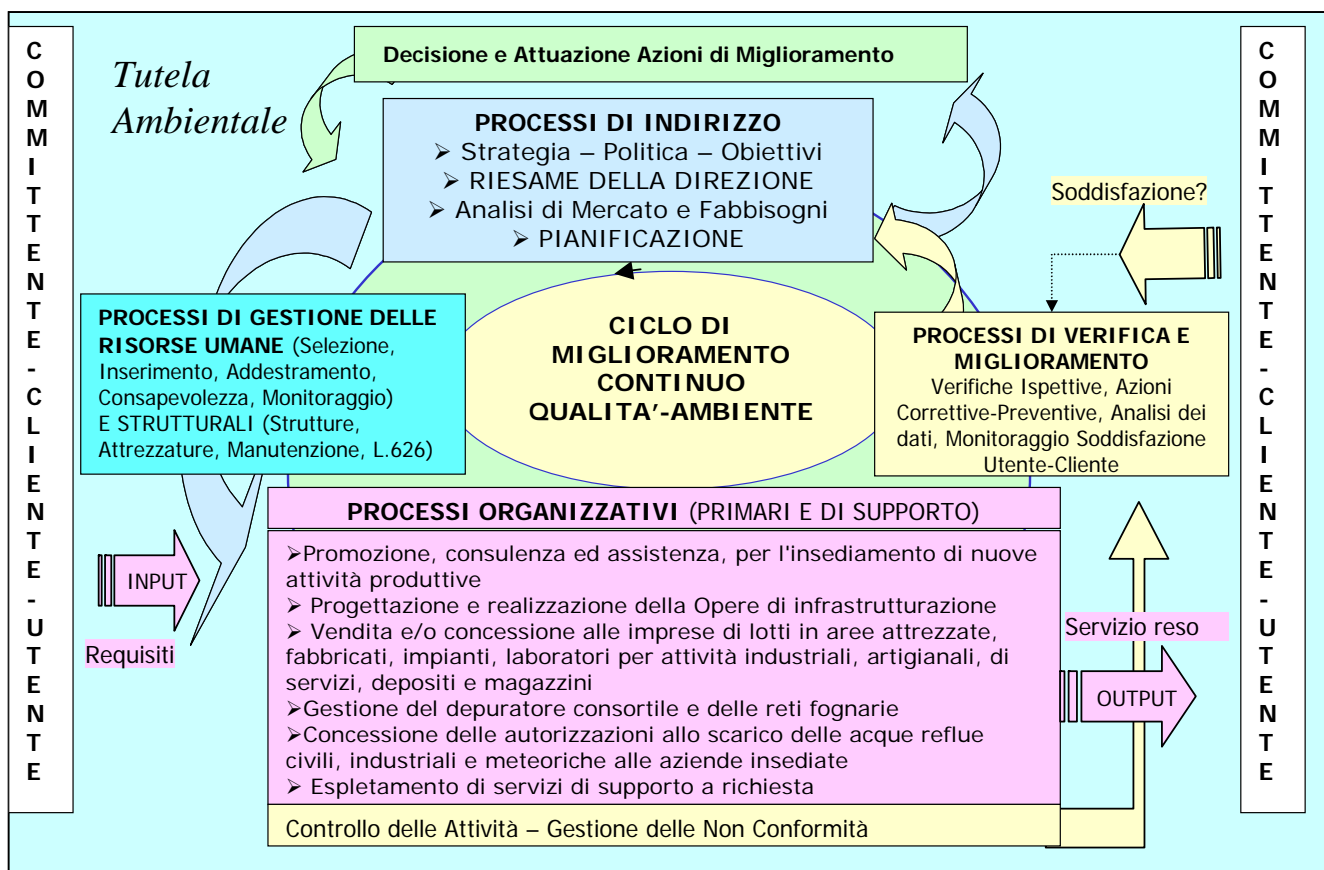 COMMITTENTE-CLIENTE-UTENTE
Tutela
Ambientale
Decisione e Attuazione Azioni di Miglioramento
PROCESSI DI INDIRIZZO
➢ Strategia – Politica – Obiettivi
➢ RIESAME DELLA DIREZIONE
➢ Analisi di Mercato e Fabbisogni
➢ PIANIFICAZIONE
Soddisfazione?
PROCESSI DI GESTIONE DELLE
RISORSE UMANE (Selezione,
Inserimento, Addestramento,
Consapevolezza, Monitoraggio)
E STRUTTURALI (Strutture,
Attrezzature, Manutenzione, L.626)
CICLO DI
MIGLIORAMENTO
CONTINUO
QUALITA’-AMBIENTE
PROCESSI DI VERIFICA E
MIGLIORAMENTO
Verifiche Ispettive, Azioni
Correttive-Preventive, Analisi dei
dati, Monitoraggio Soddisfazione
Utente-Cliente
INPUT
Requisiti
PROCESSI ORGANIZZATIVI (PRIMARI E DI SUPPORTO)
➢Promozione, consulenza ed assistenza, per l'insediamento di nuove
attività produttive
➢ Progettazione e realizzazione della Opere di infrastrutturazione
➢ Vendita e/o concessione alle imprese di lotti in aree attrezzate,
fabbricati, impianti, laboratori per attività industriali, artigianali, di
servizi, depositi e magazzini
➢Gestione del depuratore consortile e delle reti fognarie
➢Concessione delle autorizzazioni allo scarico delle acque reflue
civili, industriali e meteoriche alle aziende insediate
➢ Espletamento di servizi di supporto a richiesta
Controllo delle Attività – Gestione delle Non Conformità
Servizio reso
OUTPUT
COMMITTENTE-CLIENTE-UTENTE